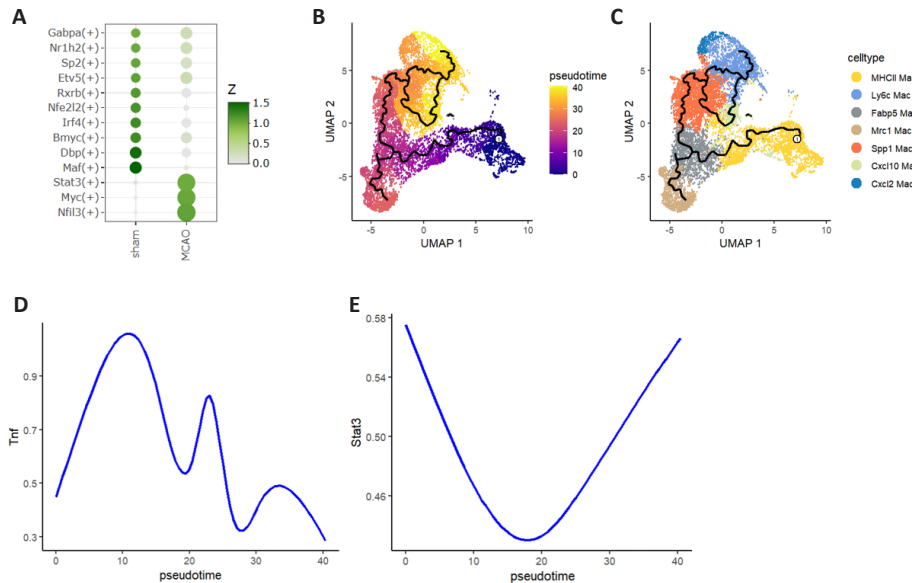 A
Gabpa(+)
Nr1h2(+)
Sp2(+)
Etv5(+)
Rxrb(+)
Nfe2l2(+)
Irf4(+)
Bmyc(+)
Dbp(+)
Maf(+)
Stat3(+)
Myc(+)
Nfil3(+)
sham
MCAO
Z
1.5
1.0
0.5
0.0
B
UMAP 2
5
0
-5
-5 0 5 10
UMAP 1
pseudotime
40
30
20
10
0
1
C
UMAP 2
5
0
-5
-5 0 5 10
UMAP 1
1
celltype
MHCII Ma
Ly6c Mac
Fabp5 Ma
Mrc1 Mac
Spp1 Mac
Cxcl10 Ma
Cxcl2 Mac
D
Tnf
0.9
0.7
0.5
0.3
0 10 20 30 40
pseudotime
E
Stat3
0.58
0.54
0.50
0.46
0 10 20 30 40
pseudotime